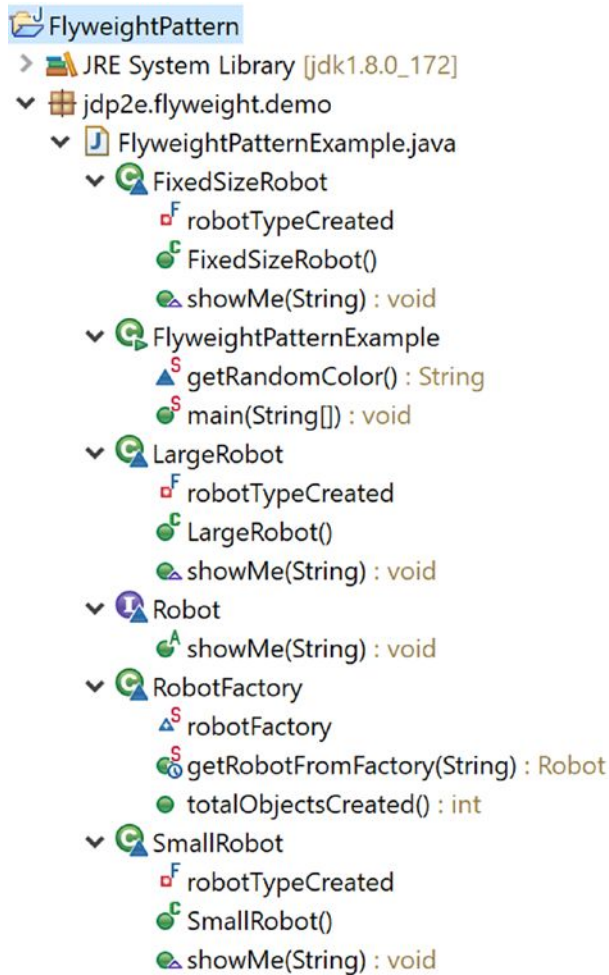 FlyweightPattern
JRE System Library [jdk1.8.0_172]
jdp2e.flyweight.demo
FlyweightPatternExample.java
FixedSizeRobot
robotTypeCreated
FixedSizeRobot()
showMe(String) : void
FlyweightPatternExample
getRandomColor() : String
main(String[]) : void
LargeRobot
robotTypeCreated
LargeRobot()
showMe(String) : void
Robot
showMe(String) : void
RobotFactory
robotFactory
getRobotFromFactory(String) : Robot
totalObjectsCreated() : int
SmallRobot
robotTypeCreated
SmallRobot()
showMe(String) : void